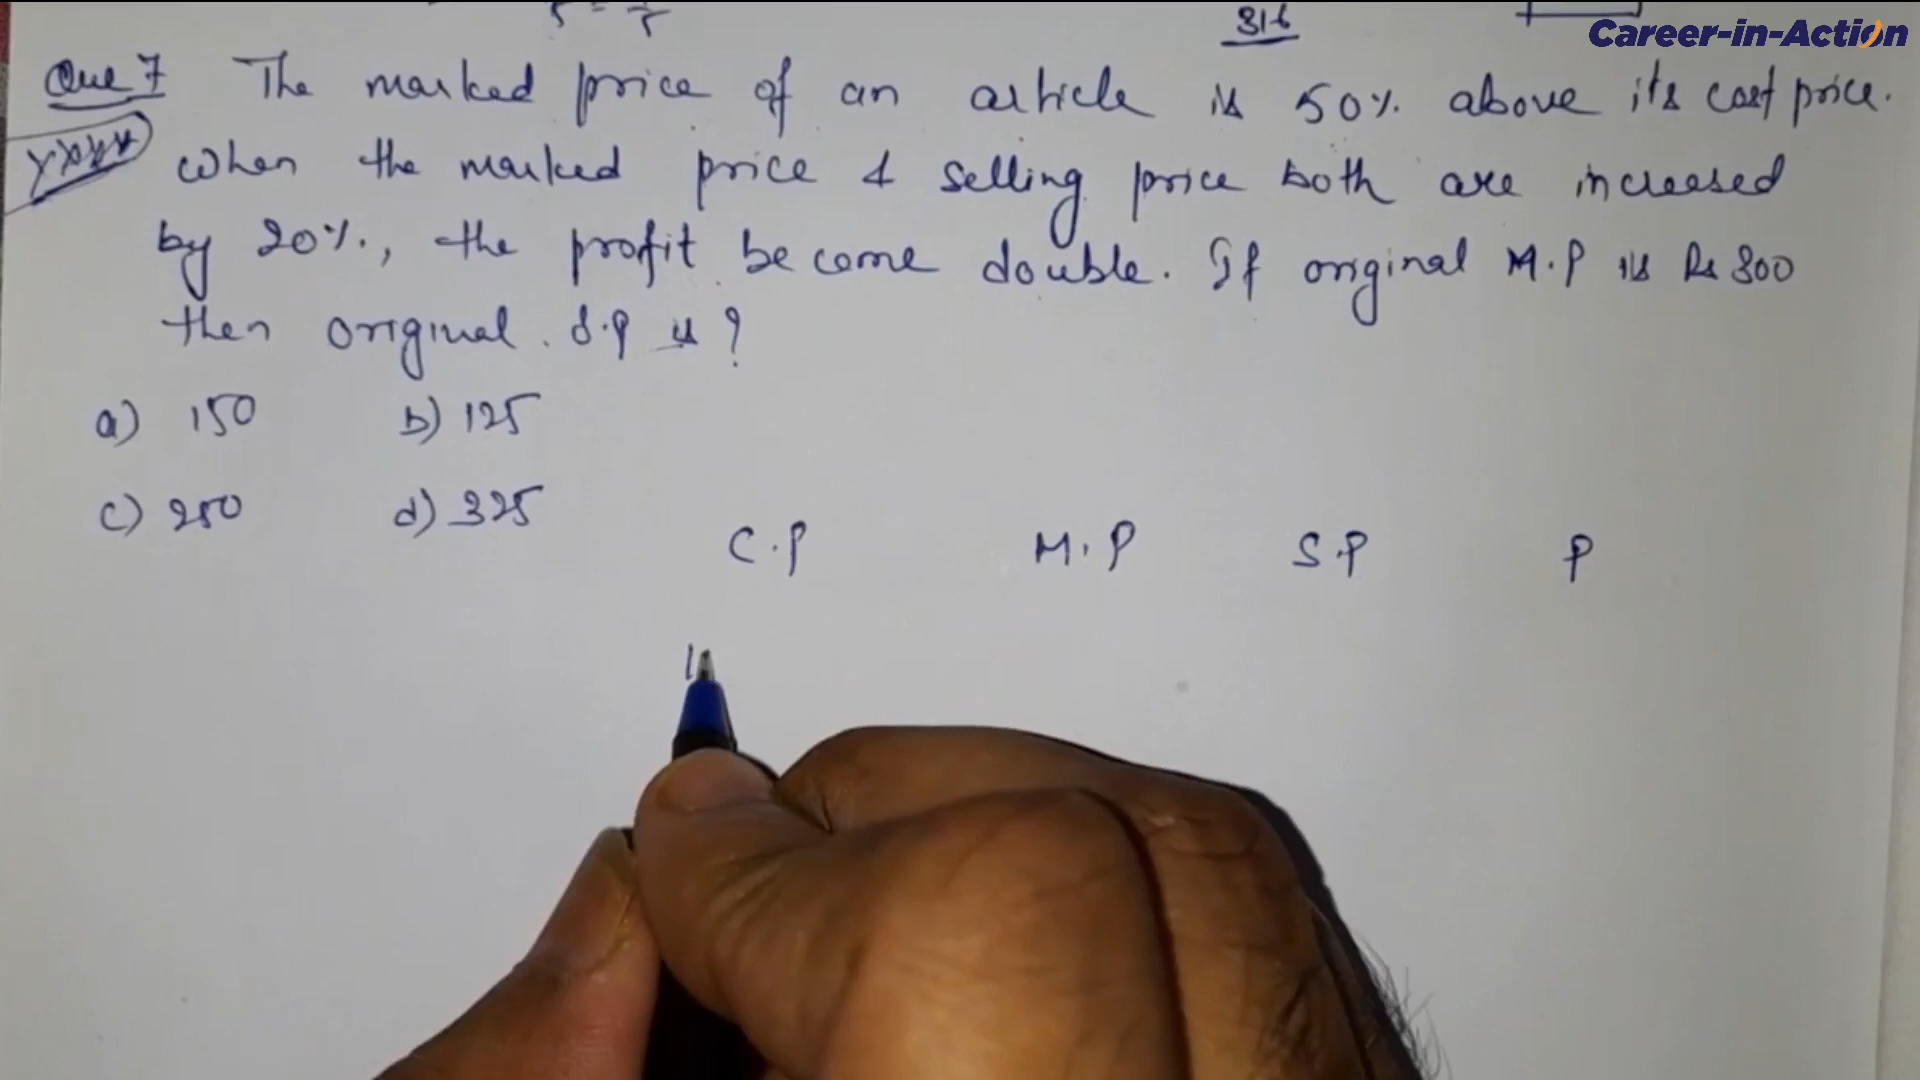 316
Career-in-Action
Que 7 The marked price of an article is 50% above its cost price.
When the marked price & selling price both are increased
by 20%, the profit become double. If original M.P is Rs 300
then original S.P is?
a) 150 b) 125
c) 250 d) 325
C.P M.P S.P P